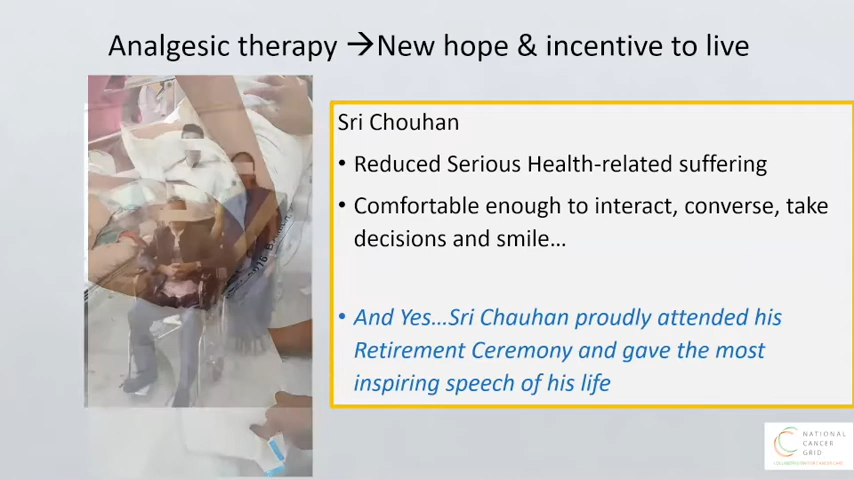 Analgesic therapy →New hope & incentive to live
Sri Chouhan
• Reduced Serious Health-related suffering
• Comfortable enough to interact, converse, take
decisions and smile...
• And Yes...Sri Chauhan proudly attended his
Retirement Ceremony and gave the most
inspiring speech of his life
NATIONAL
CANCER
GRID